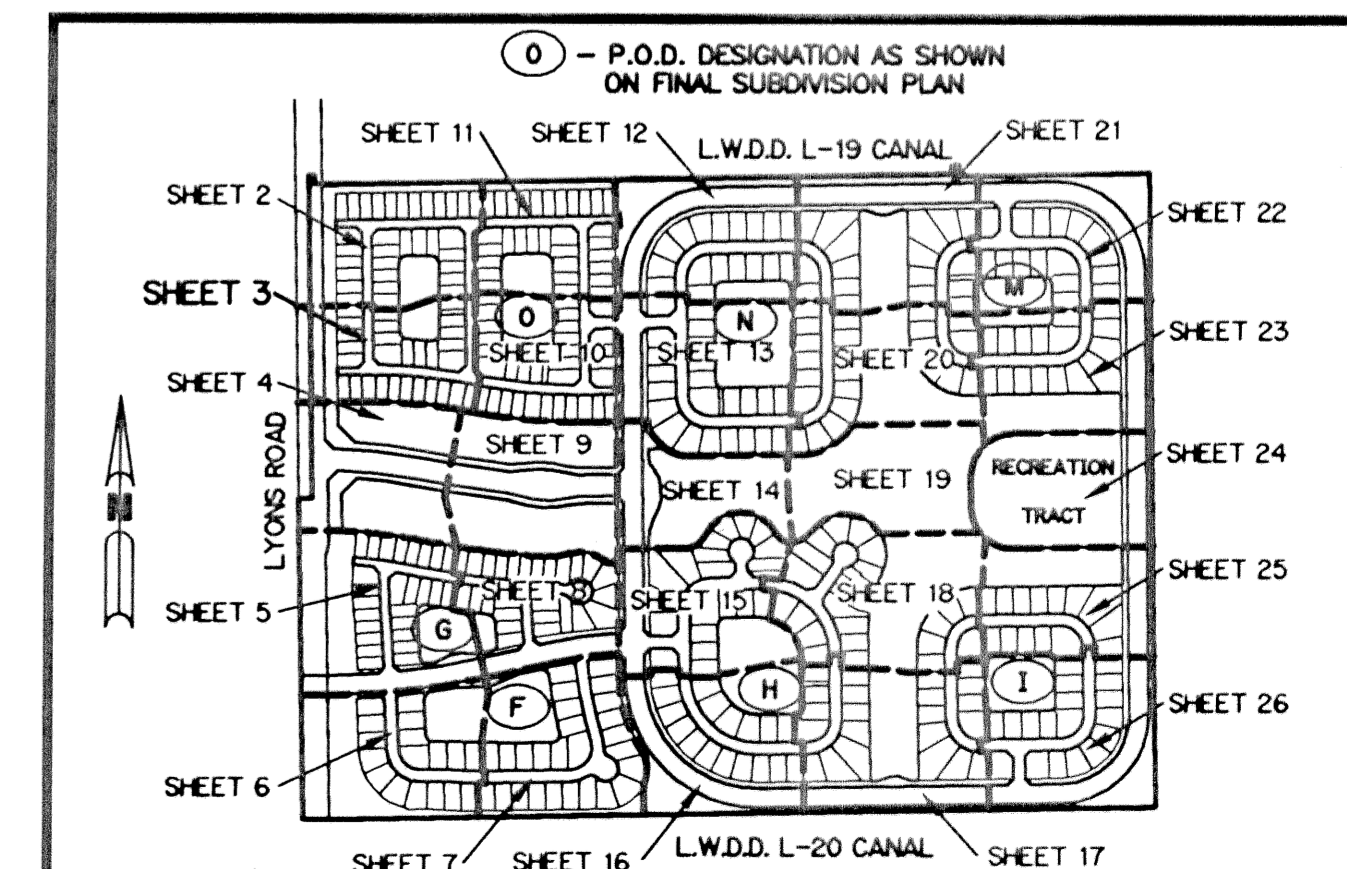 O - P.O.D. DESIGNATION AS SHOWN
ON FINAL SUBDIVISION PLAN
SHEET 11
SHEET 12
L.W.D.D. L-19 CANAL
SHEET 21
SHEET 2
SHEET 22
SHEET 3
O
N
M
SHEET 10
SHEET 13
SHEET 20
SHEET 23
SHEET 4
LYONS ROAD
SHEET 9
SHEET 14
SHEET 19
RECREATION
TRACT
SHEET 24
N
SHEET 5
SHEET 8
SHEET 15
SHEET 18
SHEET 25
G
F
H
I
SHEET 26
SHEET 6
SHEET 7
SHEET 16
L.W.D.D. L-20 CANAL
SHEET 17